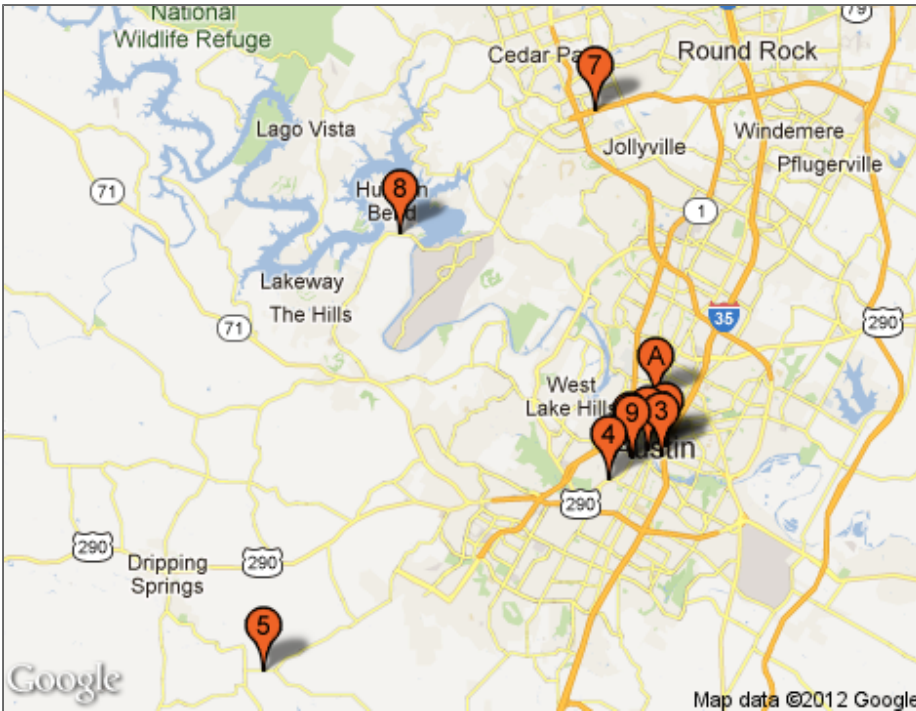 National
Wildlife Refuge
79
Cedar Pa
7
Round Rock
Lago Vista
Windemere
Jollyville
Pflugerville
71
8
Bend
1
Lakeway
The Hills
71
35
290
A
West
Lake Hills
9
3
4
Austin
290
290
Dripping
Springs
290
5
Google
Map data ©2012 Google